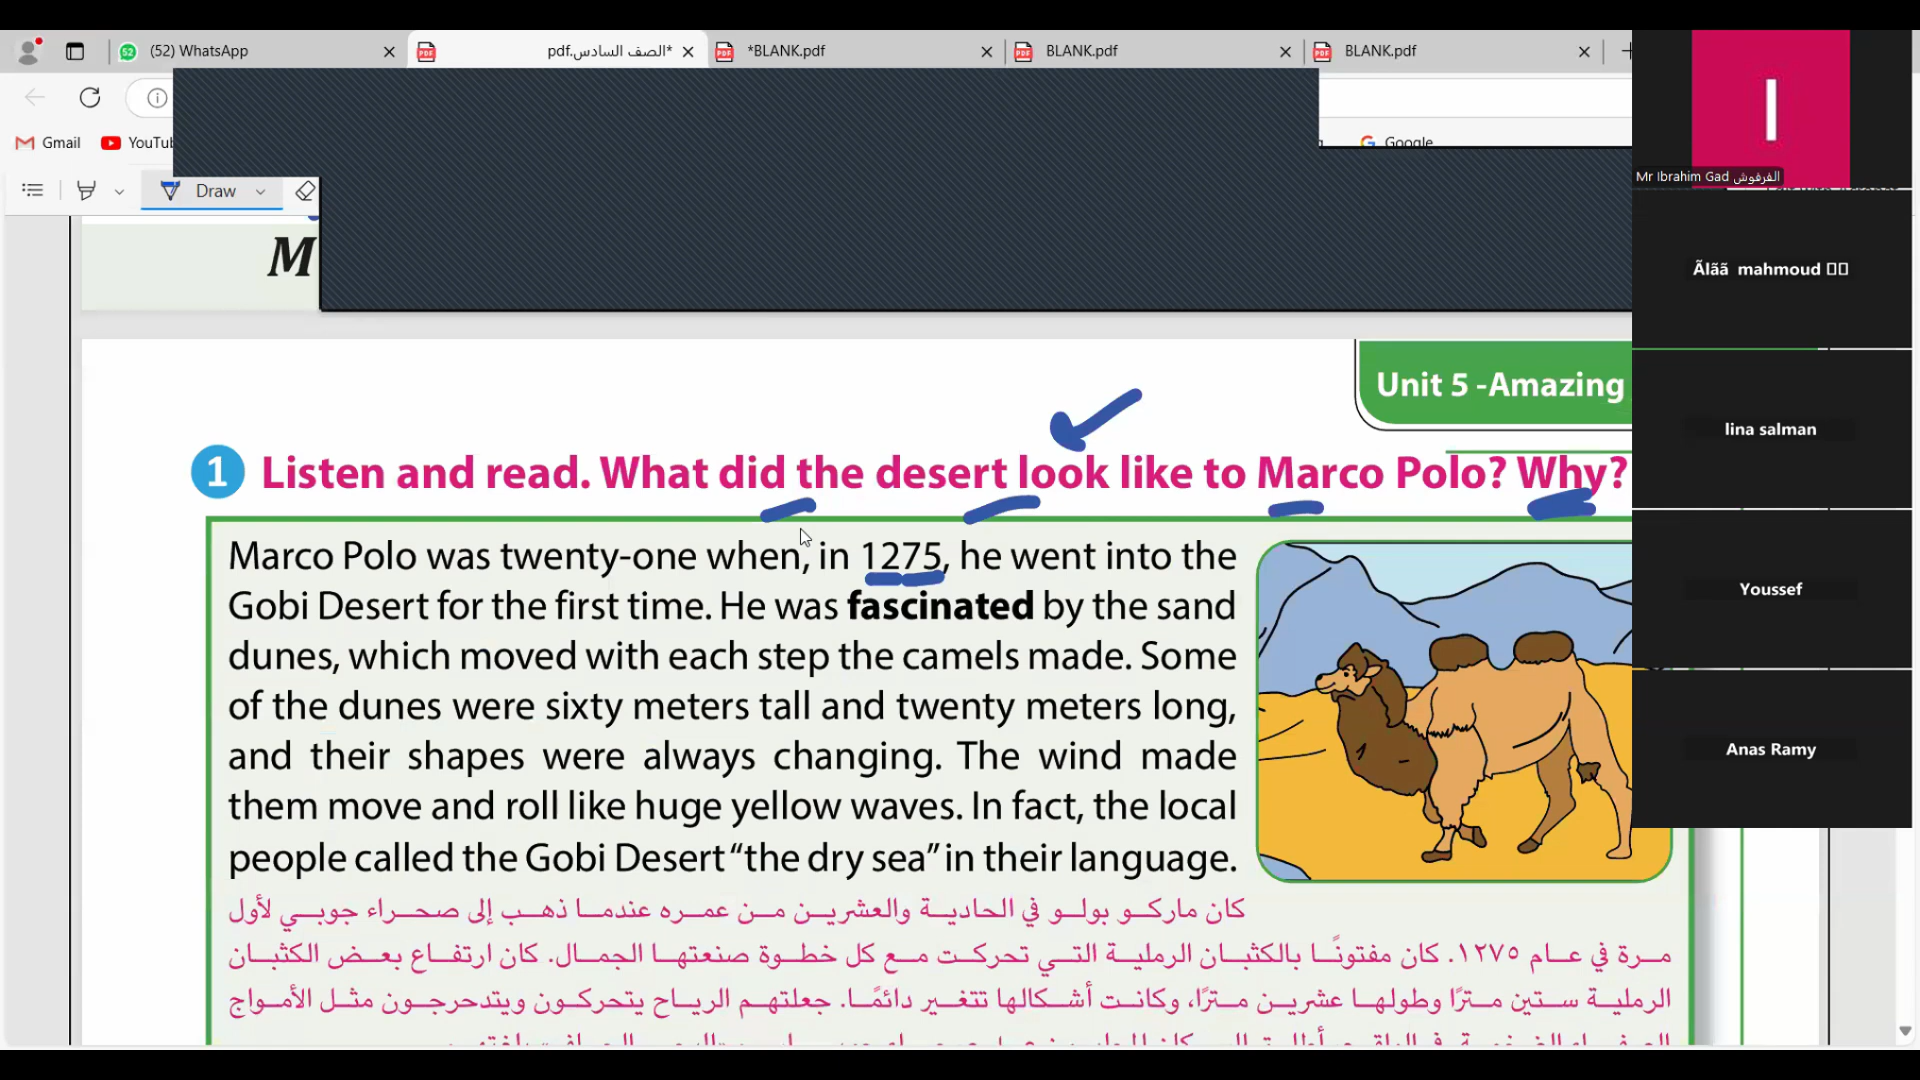 52 (52) WhatsApp
*الصف السادس.pdf
*BLANK.pdf
BLANK.pdf
BLANK.pdf
Gmail
Google
Draw
M
I
Mr Ibrahim Gad الفرفوش
Ãlãã mahmoud
lina salman
Youssef
Anas Ramy
Unit 5 -Amazing
1 Listen and read. What did the desert look like to Marco Polo? Why?
Marco Polo was twenty-one when, in 1275, he went into the
Gobi Desert for the first time. He was fascinated by the sand
dunes, which moved with each step the camels made. Some
of the dunes were sixty meters tall and twenty meters long,
and their shapes were always changing. The wind made
them move and roll like huge yellow waves. In fact, the local
people called the Gobi Desert “the dry sea” in their language.
كان ماركو بولو في الحادية والعشرين من عمره عندما ذهب إلى صحراء جوبي لأول
مرة في عام ١٢٧٥. كان مفتونًا بالكثبان الرملية التي تحركت مع كل خطوة صنعتها الجمال. كان ارتفاع بعض الكثبان
الرملية ستين مترًا وطولها عشرين مترًا، وكانت أشكالها تتغير دائمًا. جعلتهم الرياح يتحركون ويتدحرجون مثل الأمواج